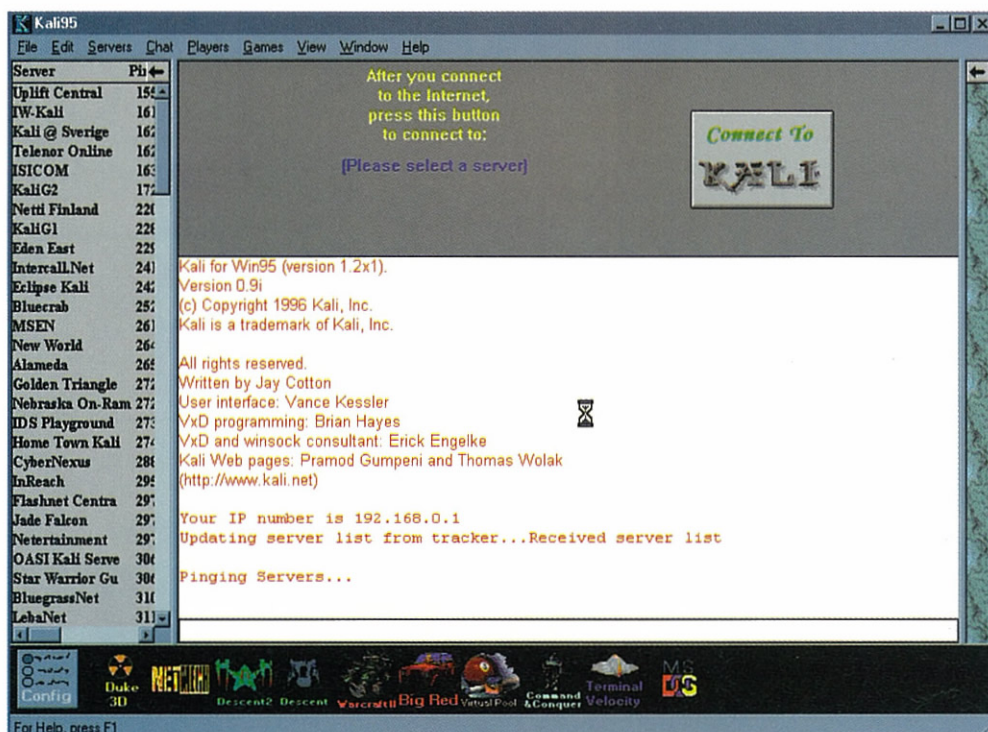 Kali95
File Edit Servers Chat Players Games View Window Help
Server
Uplift Central
IW-Kali 161
Kali @ Sverige
Telenor Online
ISICOM
KaliG2
Netti Finland
KaliG1
Eden East
Intercall.Net
Eclipse Kali
Bluecrab
MSEN
New World
Alameda
Golden Triangle
Nebraska On-Ram
IDS Playground
Home Town Kali
CyberNexus
InReach
Flashnet Centra
Jade Falcon
Netertainment
OASI Kali Serve
Star Warrior Gu
BluegrassNet
LebaNet
After you connect
to the Internet,
press this button
to connect to:
(Please select a server)
Connect To
KALI
Kali for Win95 (version 1.2x1).
Version 0.9i
(c) Copyright 1996 Kali, Inc.
Kali is a trademark of Kali, Inc.
All rights reserved.
Written by Jay Cotton
User interface: Vance Kessler
VxD programming: Brian Hayes
VxD and winsock consultant: Erick Engelke
Kali Web pages: Pramod Gumpeni and Thomas Wolak
(http://www.kali.net)
Your IP number is 192.168.0.1
Updating server list from tracker...Received server list
Pinging Servers...
Config
Duke
3D
NETMECH
Descent2
Descent
WarcraftII
Big Red
Virtual Pool
Command
&Conquer
Terminal
Velocity
MS
DOS
For Help, press F1